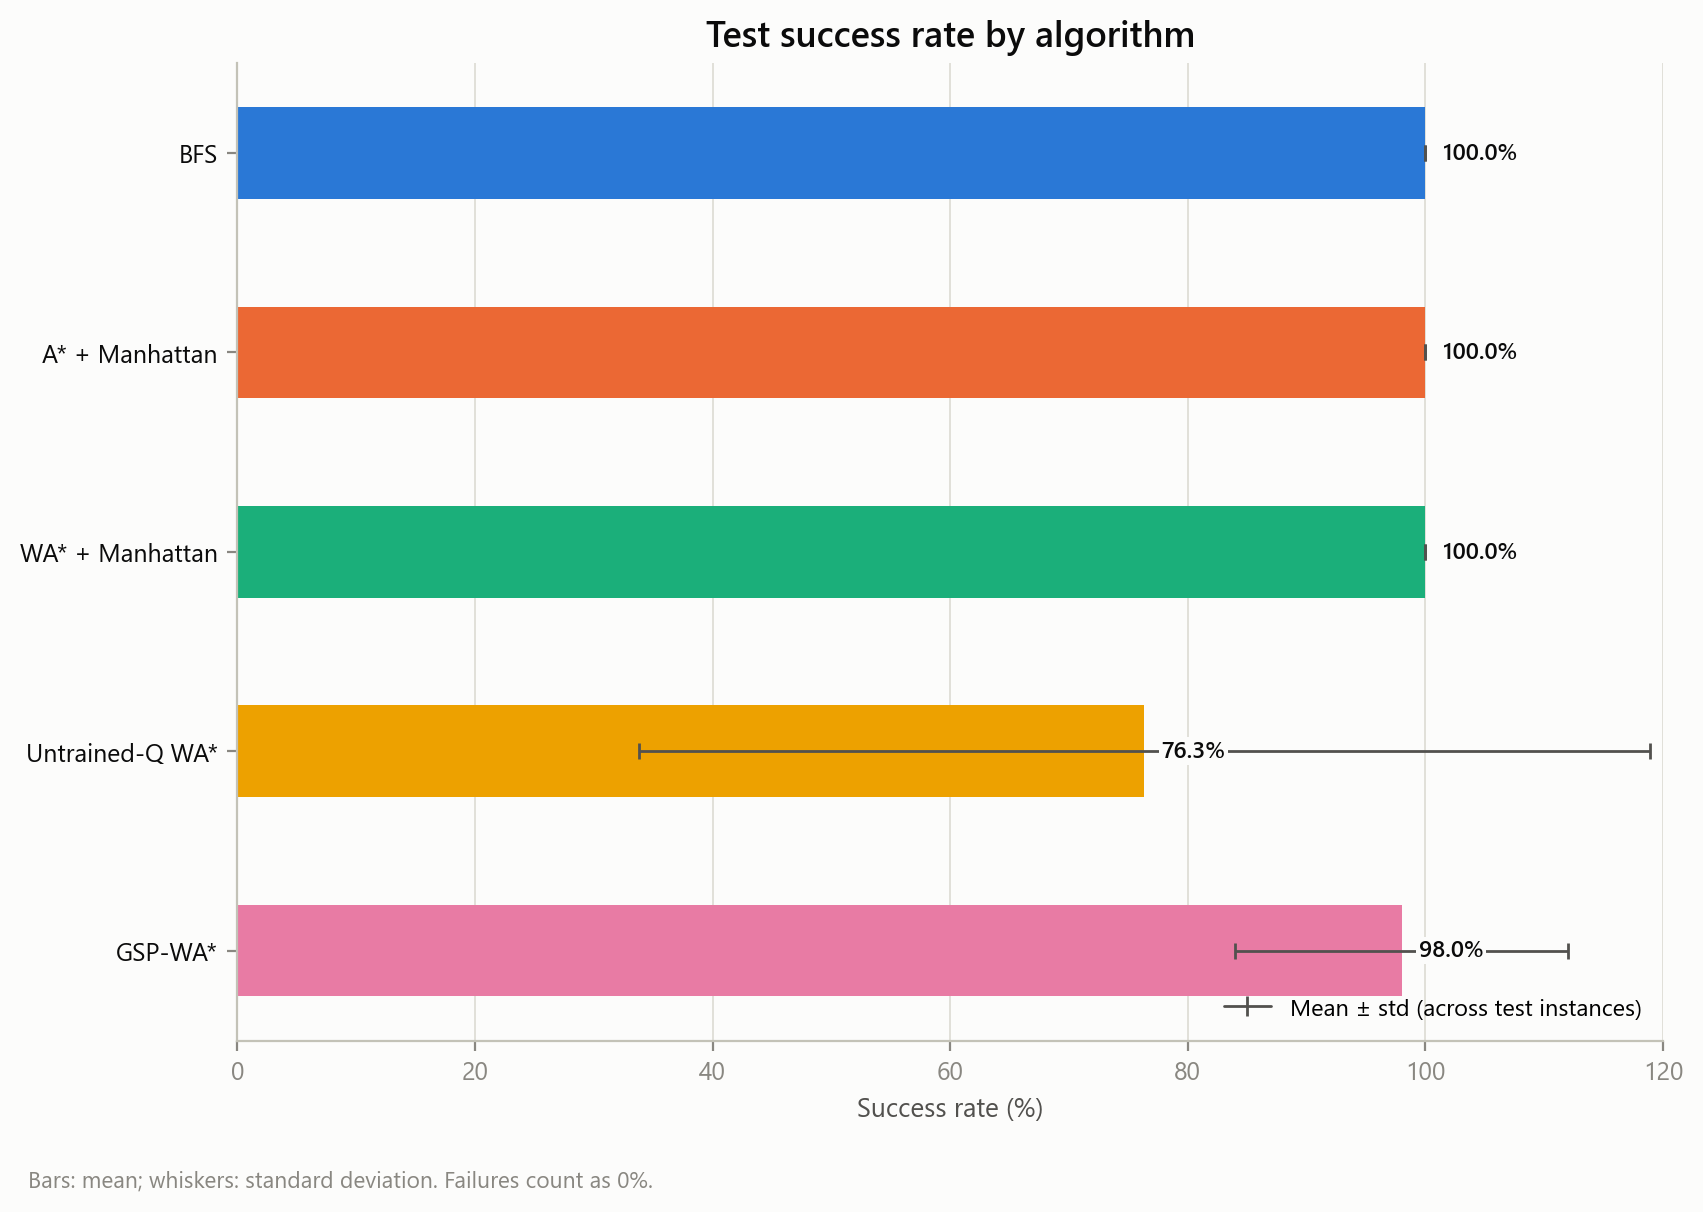 Test success rate by algorithm
BFS
100.0%
A* + Manhattan
100.0%
WA* + Manhattan
100.0%
Untrained-Q WA*
76.3%
GSP-WA*
98.0%
Mean ± std (across test instances)
0 20 40 60 80 100 120
Success rate (%)
Bars: mean; whiskers: standard deviation. Failures count as 0%.